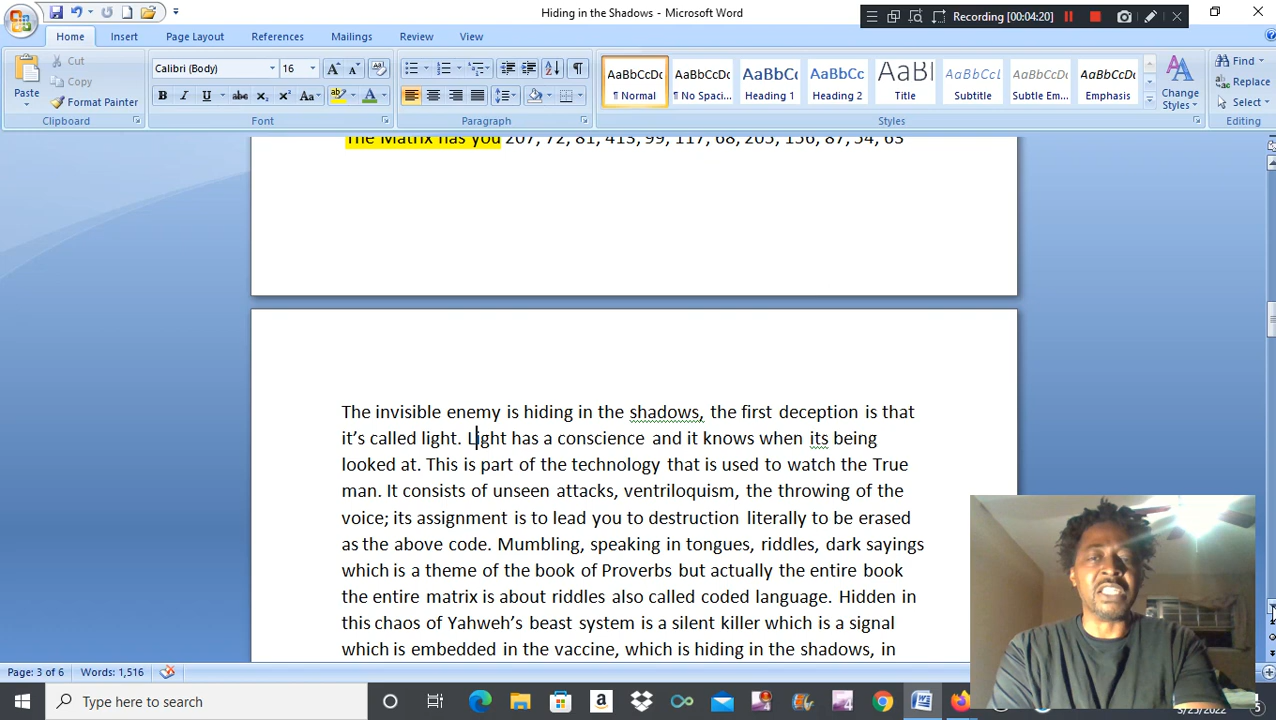 Hiding in the Shadows - Microsoft Word
Recording [00:04:20]
Home Insert Page Layout References Mailings Review View
Paste
Cut
Copy
Format Painter
Clipboard
Calibri (Body) 16
Font
Paragraph
AaBbCcDc AaBbCcDc AaBbCc AaBbCc AaBl AaBbCcL AaBbCcDc AaBbCcDc
¶ Normal ¶ No Spaci... Heading 1 Heading 2 Title Subtitle Subtle Em... Emphasis
Change Styles
Styles
Find
Replace
Select
Editing
The Matrix has you 207, 72, 81, 413, 99, 117, 68, 205, 156, 87, 54, 63
The invisible enemy is hiding in the shadows, the first deception is that
it's called light. Light has a conscience and it knows when its being
looked at. This is part of the technology that is used to watch the True
man. It consists of unseen attacks, ventriloquism, the throwing of the
voice; its assignment is to lead you to destruction literally to be erased
as the above code. Mumbling, speaking in tongues, riddles, dark sayings
which is a theme of the book of Proverbs but actually the entire book
the entire matrix is about riddles also called coded language. Hidden in
this chaos of Yahweh's beast system is a silent killer which is a signal
which is embedded in the vaccine, which is hiding in the shadows, in
Page: 3 of 6 Words: 1,516
Type here to search